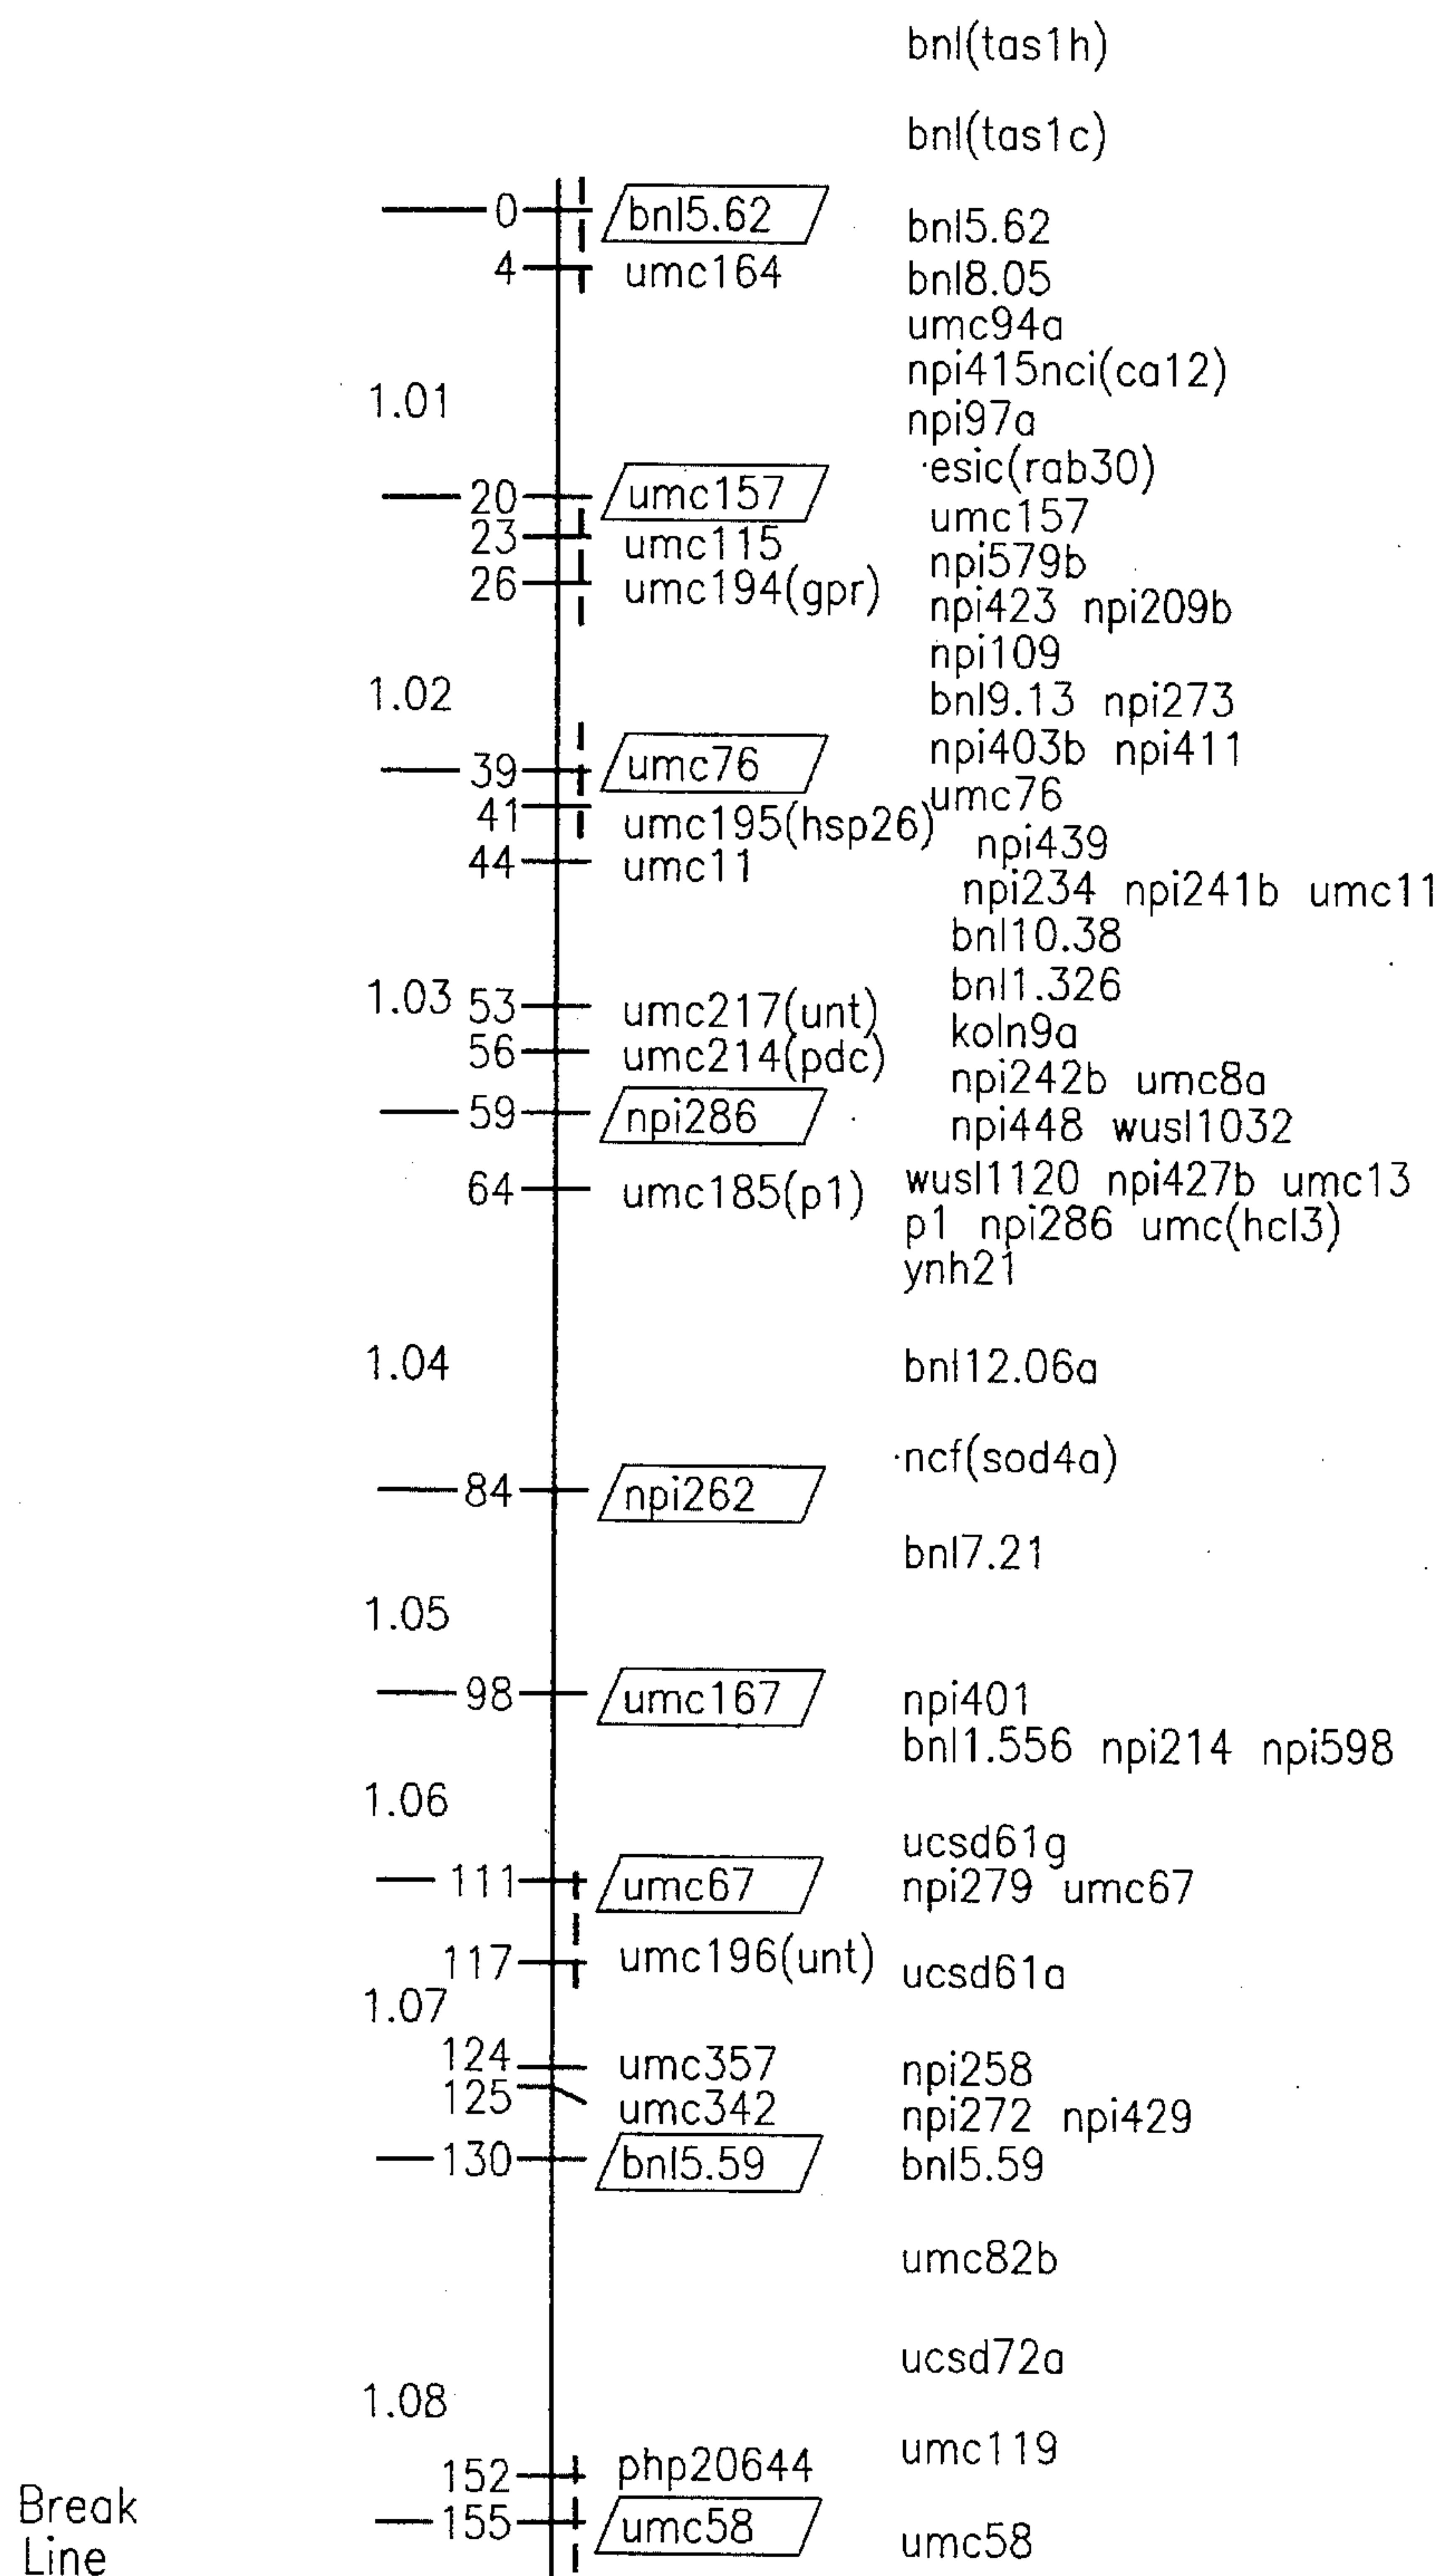 bnl(tas1h)
bnl(tas1c)
0 bnl5.62 bnl5.62
4 umc164 bnl8.05
umc94a
npi415nci(ca12)
1.01
npi97a
esic(rab30)
20 umc157 umc157
23 umc115 npi579b
26 umc194(gpr) npi423 npi209b
npi109
1.02 bnl9.13 npi273
npi403b npi411
39 umc76 umc76
41 umc195(hsp26) npi439
44 umc11 npi234 npi241b umc11
bnl10.38
bnl1.326
1.03 53 umc217(unt) koln9a
56 umc214(pdc) npi242b umc8a
59 npi286 npi448 wusl1032
64 umc185(p1) wusl1120 npi427b umc13
p1 npi286 umc(hcl3)
ynh21
1.04 bnl12.06a
ncf(sod4a)
84 npi262
bnl7.21
1.05
98 umc167 npi401
bnl1.556 npi214 npi598
1.06
ucsd61g
111 umc67 npi279 umc67
117 umc196(unt) ucsd61a
1.07
124 umc357 npi258
125 umc342 npi272 npi429
130 bnl5.59 bnl5.59
umc82b
ucsd72a
1.08
umc119
152 php20644
Break
155 umc58 umc58
Line